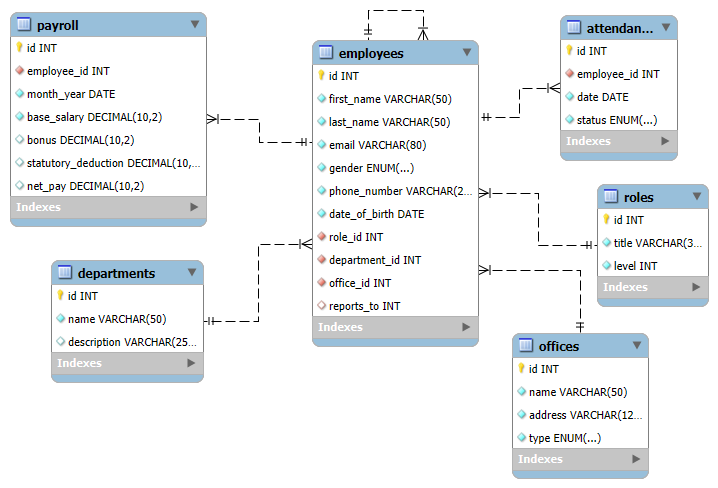 payroll
id INT
employee_id INT
month_year DATE
base_salary DECIMAL(10,2)
bonus DECIMAL(10,2)
statutory_deduction DECIMAL(10,...
net_pay DECIMAL(10,2)
Indexes
employees
id INT
first_name VARCHAR(50)
last_name VARCHAR(50)
email VARCHAR(80)
gender ENUM(...)
phone_number VARCHAR(2...
date_of_birth DATE
role_id INT
department_id INT
office_id INT
reports_to INT
Indexes
attendan...
id INT
employee_id INT
date DATE
status ENUM(...)
Indexes
roles
id INT
title VARCHAR(3...
level INT
Indexes
departments
id INT
name VARCHAR(50)
description VARCHAR(25...
Indexes
offices
id INT
name VARCHAR(50)
address VARCHAR(12...
type ENUM(...)
Indexes